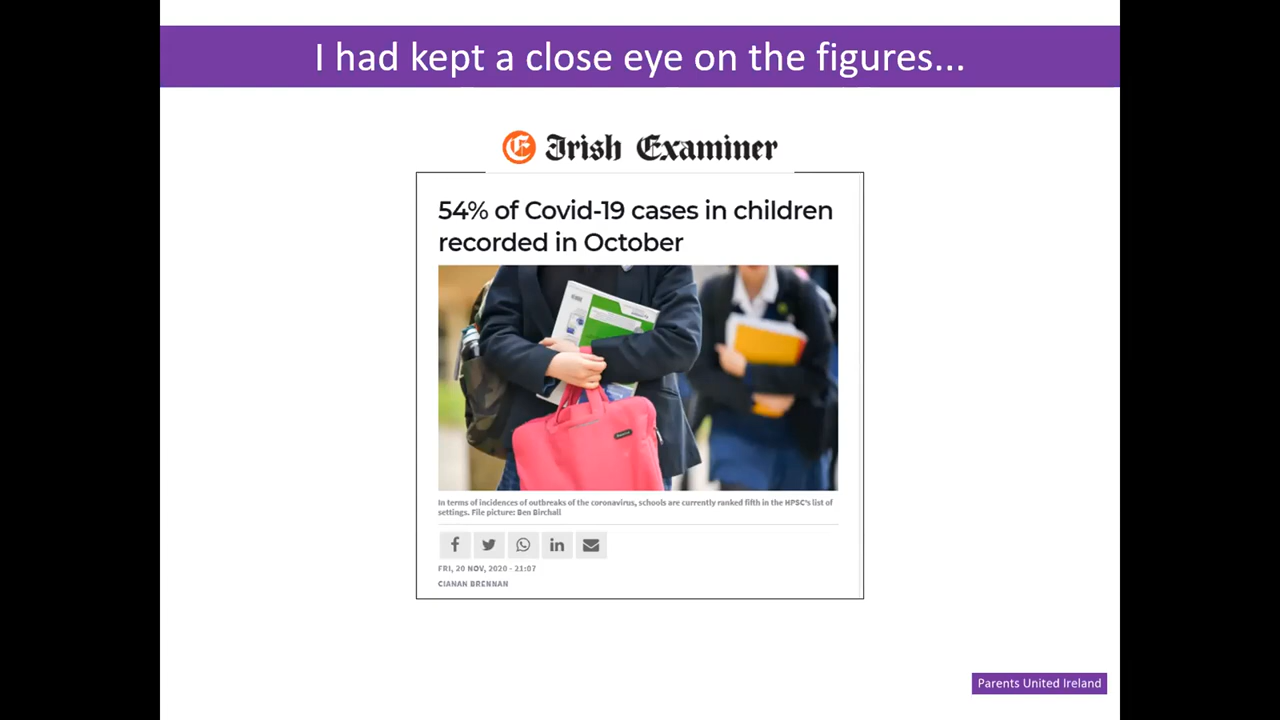 I had kept a close eye on the figures...
Irish Examiner
54% of Covid-19 cases in children
recorded in October
In terms of incidences of outbreaks of the coronavirus, schools are currently ranked fifth in the HPSC's list of
settings. File picture: Ben Birchall
FRI, 20 NOV, 2020 - 21:07
CIANAN BRENNAN
Parents United Ireland